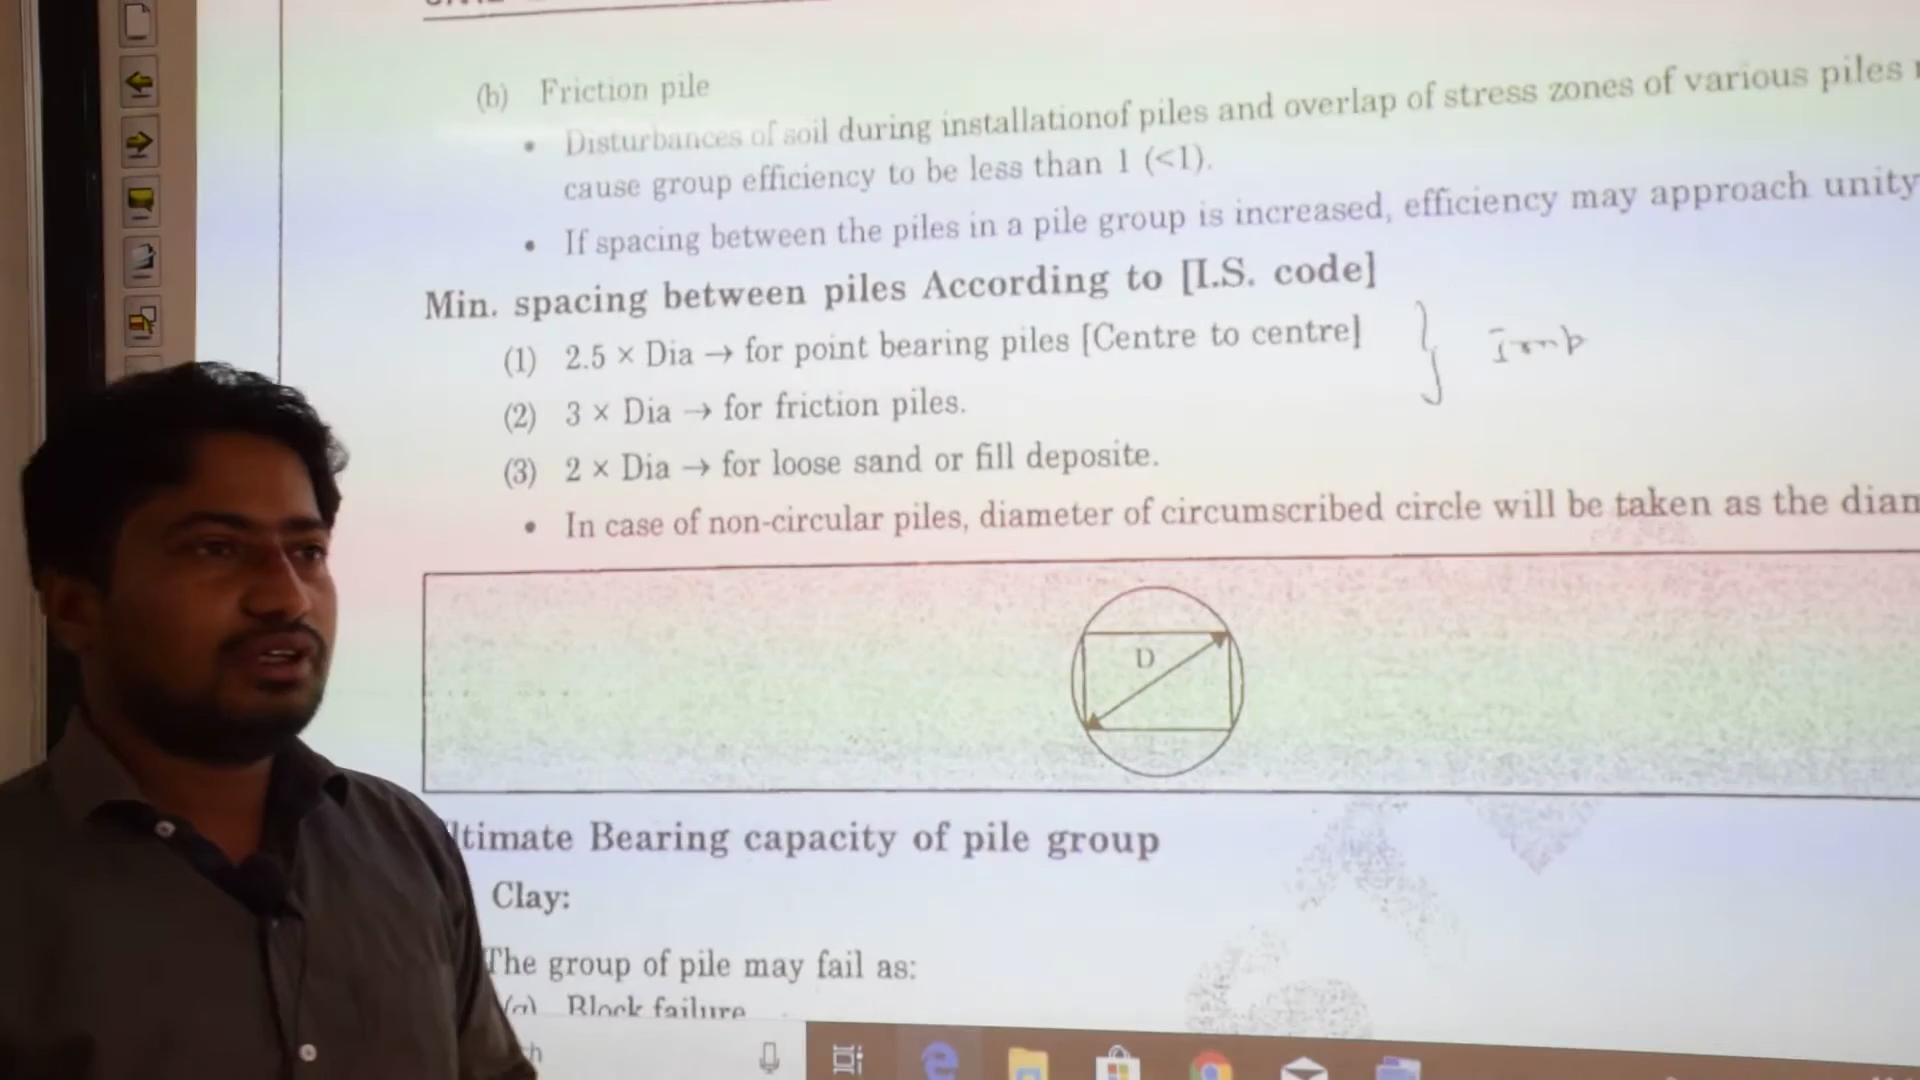 (b) Friction pile
• Disturbances of soil during installationof piles and overlap of stress zones of various piles
cause group efficiency to be less than 1 (<1).
• If spacing between the piles in a pile group is increased, efficiency may approach unity
Min. spacing between piles According to [I.S. code]
(1) 2.5 × Dia → for point bearing piles [Centre to centre]
Imp
(2) 3 × Dia → for friction piles.
(3) 2 × Dia → for loose sand or fill deposite.
• In case of non-circular piles, diameter of circumscribed circle will be taken as the diam
D
ltimate Bearing capacity of pile group
Clay:
The group of pile may fail as:
(a) Block failure
h